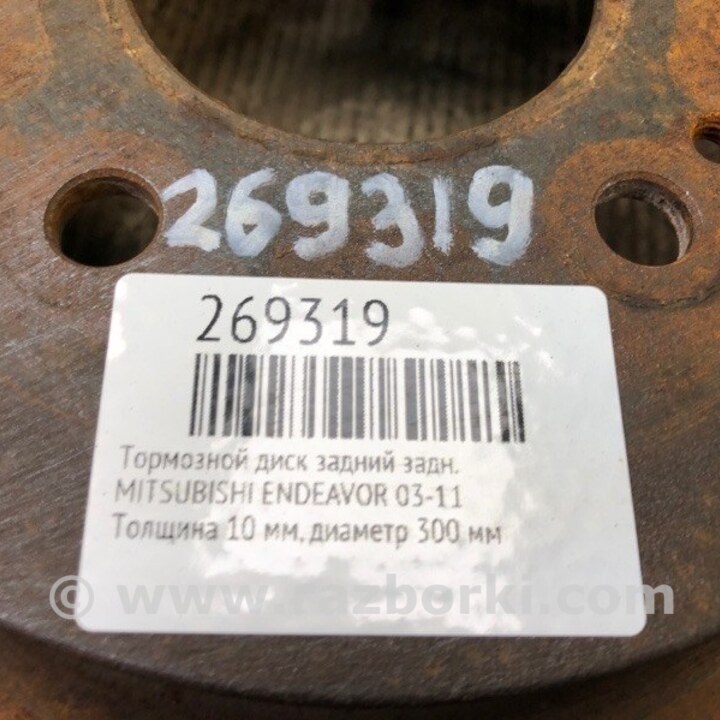 269319
269319
Тормозной диск задний задн.
MITSUBISHI ENDEAVOR 03-11
Толщина 10 мм, диаметр 300 мм
© www.razborki.com